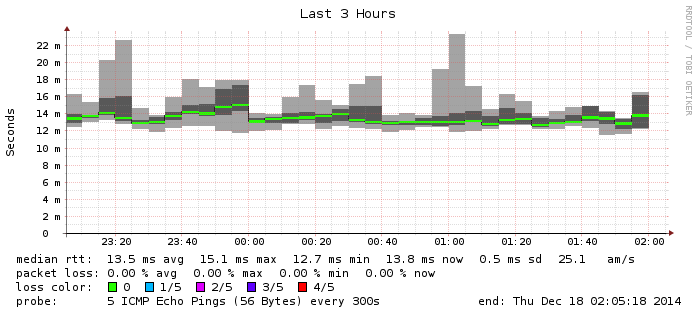 Last 3 Hours
RRDTOOL / TOBI OETIKER
Seconds
22 m
20 m
18 m
16 m
14 m
12 m
10 m
8 m
6 m
4 m
2 m
0
23:20 23:40 00:00 00:20 00:40 01:00 01:20 01:40 02:00
median rtt: 13.5 ms avg 15.1 ms max 12.7 ms min 13.8 ms now 0.5 ms sd 25.1 am/s
packet loss: 0.00 % avg 0.00 % max 0.00 % min 0.00 % now
loss color: 0 1/5 2/5 3/5 4/5
probe: 5 ICMP Echo Pings (56 Bytes) every 300s end: Thu Dec 18 02:05:18 2014